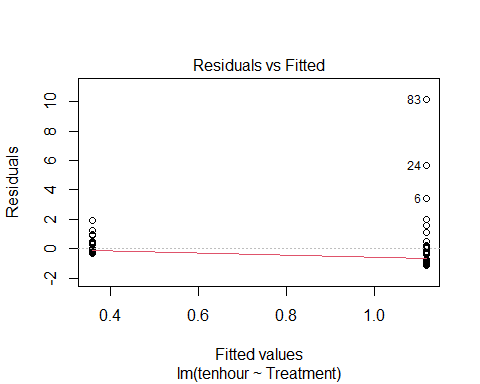 Residuals vs Fitted
Residuals
10
8
6
4
2
0
-2
83
24
6
0.4 0.6 0.8 1.0
Fitted values
lm(tenhour ~ Treatment)